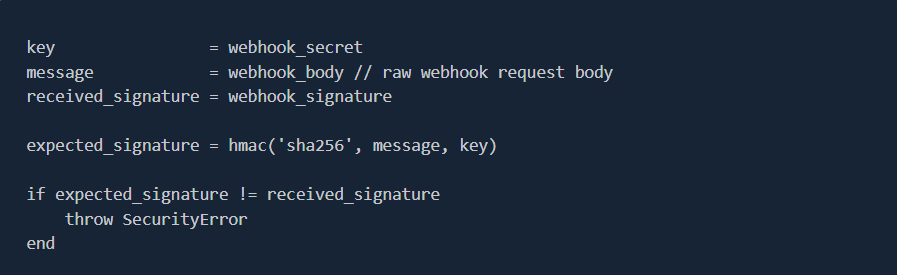 key                = webhook_secret
message            = webhook_body // raw webhook request body
received_signature = webhook_signature

expected_signature = hmac('sha256', message, key)

if expected_signature != received_signature
    throw SecurityError
end